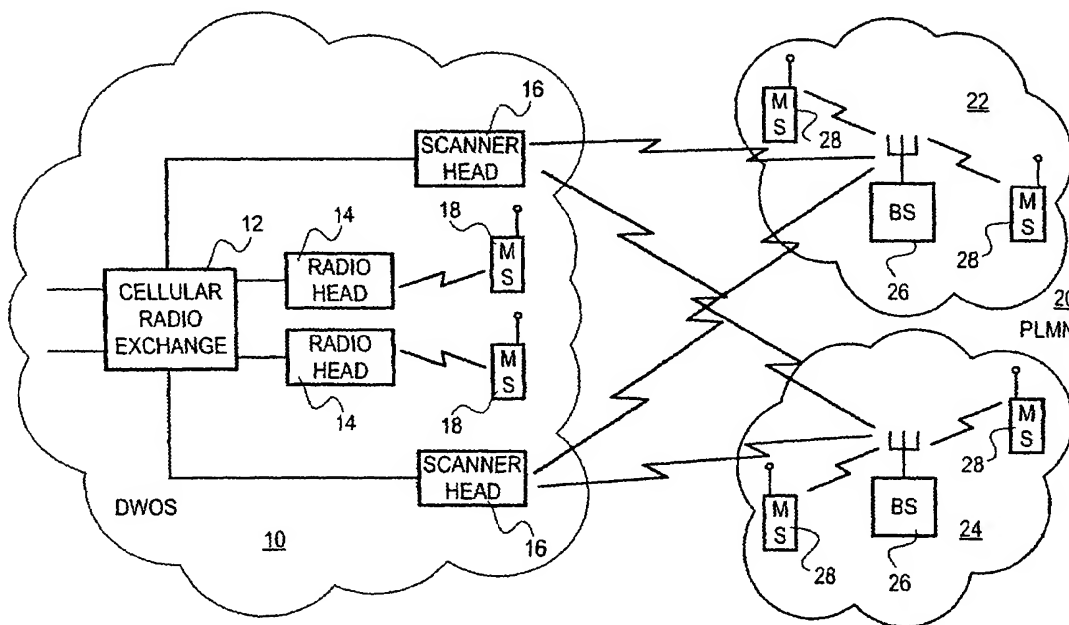 16
SCANNER
HEAD
12
14
18
M
S
CELLULAR
RADIO
EXCHANGE
RADIO
HEAD
RADIO
HEAD
14
M
S
18
SCANNER
HEAD
16
DWOS
10
M
S
28
22
BS
26
M
S
28
20
PLMN
M
S
28
BS
26
24
M
S
28